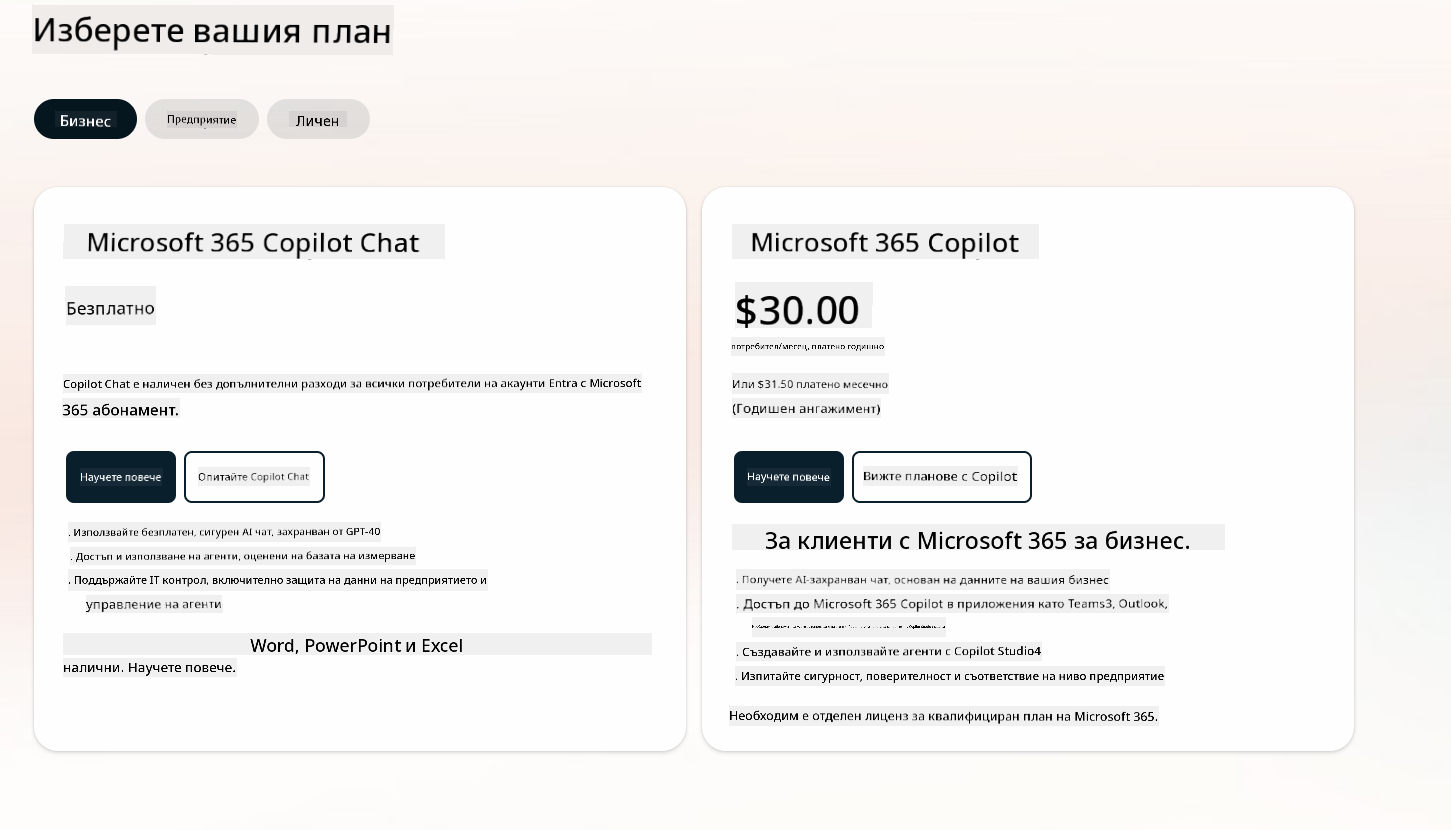 Изберете вашия план
Бизнес
Предприятие
Личен
Microsoft 365 Copilot Chat
Безплатно
Copilot Chat е наличен без допълнителни разходи за всички потребители на акаунти Entra с Microsoft
365 абонамент.
Научете повече
Опитайте Copilot Chat
. Използвайте безплатен, сигурен AI чат, захранван от GPT-40
. Достъп и използване на агенти, оценени на базата на измерване
. Поддържайте IT контрол, включително защита на данни на предприятието и
управление на агенти
Word, PowerPoint и Excel
налични. Научете повече.
Microsoft 365 Copilot
$30.00
потребител/месец, платено годишно
Или $31.50 платено месечно
(Годишен ангажимент)
Научете повече
Вижте планове с Copilot
За клиенти с Microsoft 365 за бизнес.
. Получете AI-захранван чат, основан на данните на вашия бизнес
. Достъп до Microsoft 365 Copilot в приложения като Teams3, Outlook,
. Създавайте и използвайте агенти с Copilot Studio4
. Изпитайте сигурност, поверителност и съответствие на ниво предприятие
Необходим е отделен лиценз за квалифициран план на Microsoft 365.